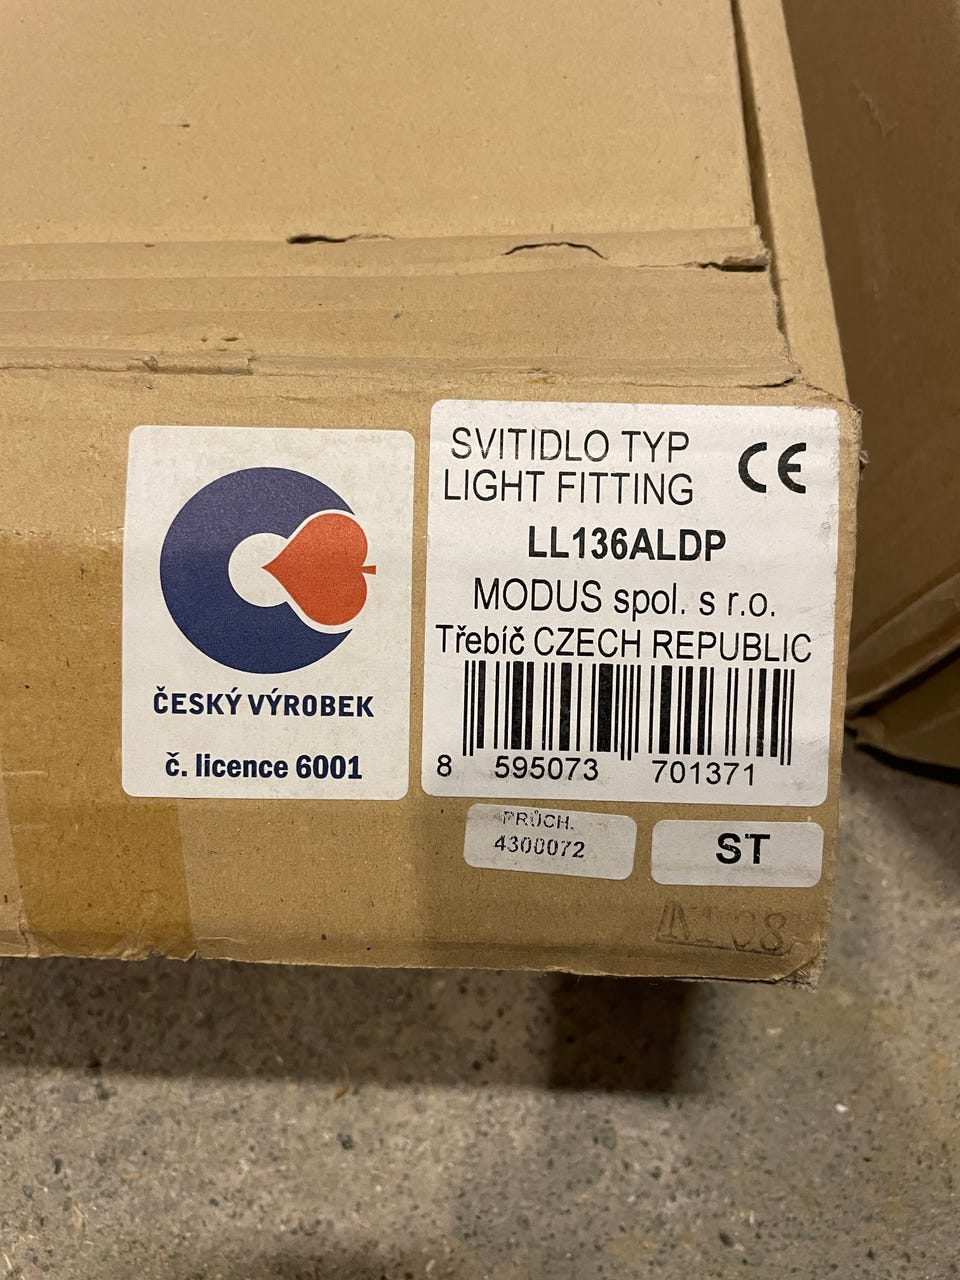 ČESKÝ VÝROBEK
č. licence 6001
SVITIDLO TYP
LIGHT FITTING
CE
LL136ALDP
MODUS spol. s r.o.
Třebíč CZECH REPUBLIC
8 595073 701371
PRŮCH.
4300072
ST